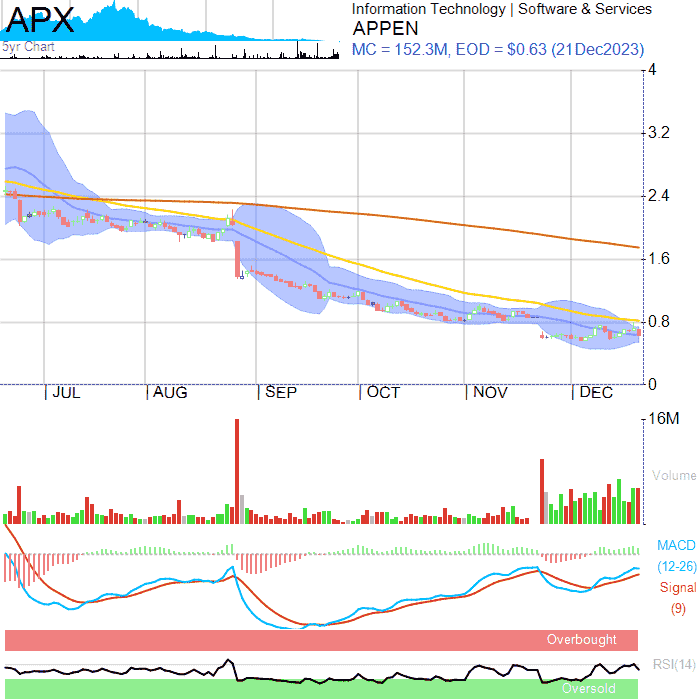 APX
Information Technology | Software & Services
APPEN
5yr Chart
MC = 152.3M, EOD = $0.63 (21Dec2023)
4
3.2
2.4
1.6
0.8
0
JUL AUG SEP OCT NOV DEC
16M
Volume
MACD
(12-26)
Signal
(9)
Overbought
RSI(14)
Oversold